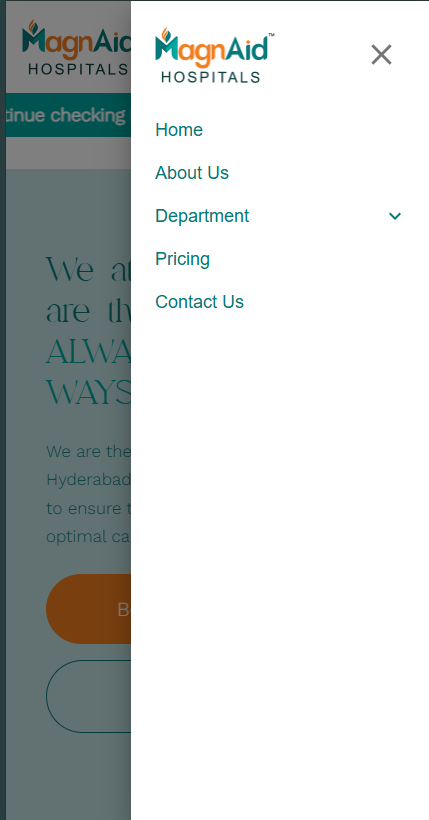 MagnAid
HOSPITALS
tinue checking
We at
are th
ALWA
WAYS
We are the
Hyderabad
to ensure t
optimal ca
B
MagnAid™
HOSPITALS
Home
About Us
Department
Pricing
Contact Us